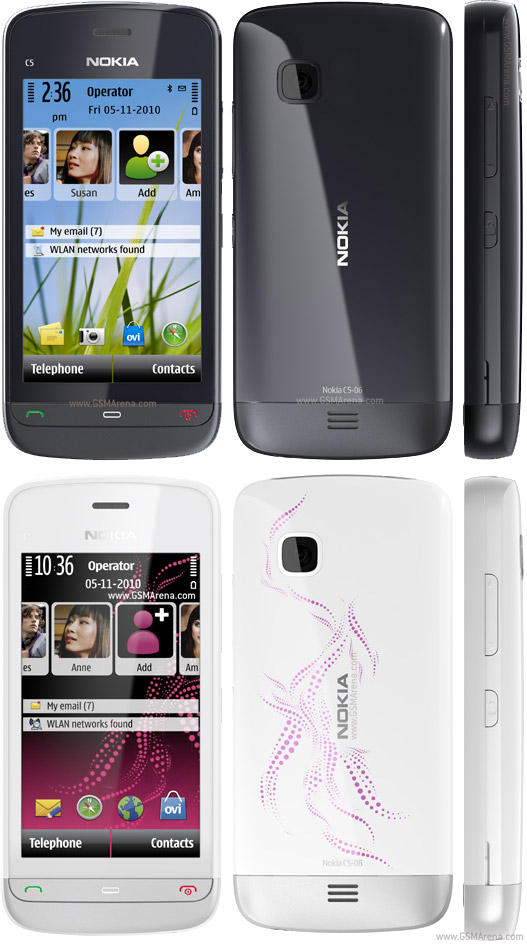 C5
NOKIA
2:36
pm
Operator
Fri 05-11-2010
es
Susan
Add
Am
My email (7)
WLAN networks found
ovi
Telephone
Contacts
www.GSMArena.com
NOKIA
Nokia C5-06
www.GSMArena.com
www.GSMArena.com
NOKIA
10:36
Operator
05-11-2010
www.GSMArena.com
es
Anne
Add
Am
My email (7)
WLAN networks found
ovi
Telephone
Contacts
NOKIA
www.GSMArena.com
Nokia C5-06
www.GSMArena.com